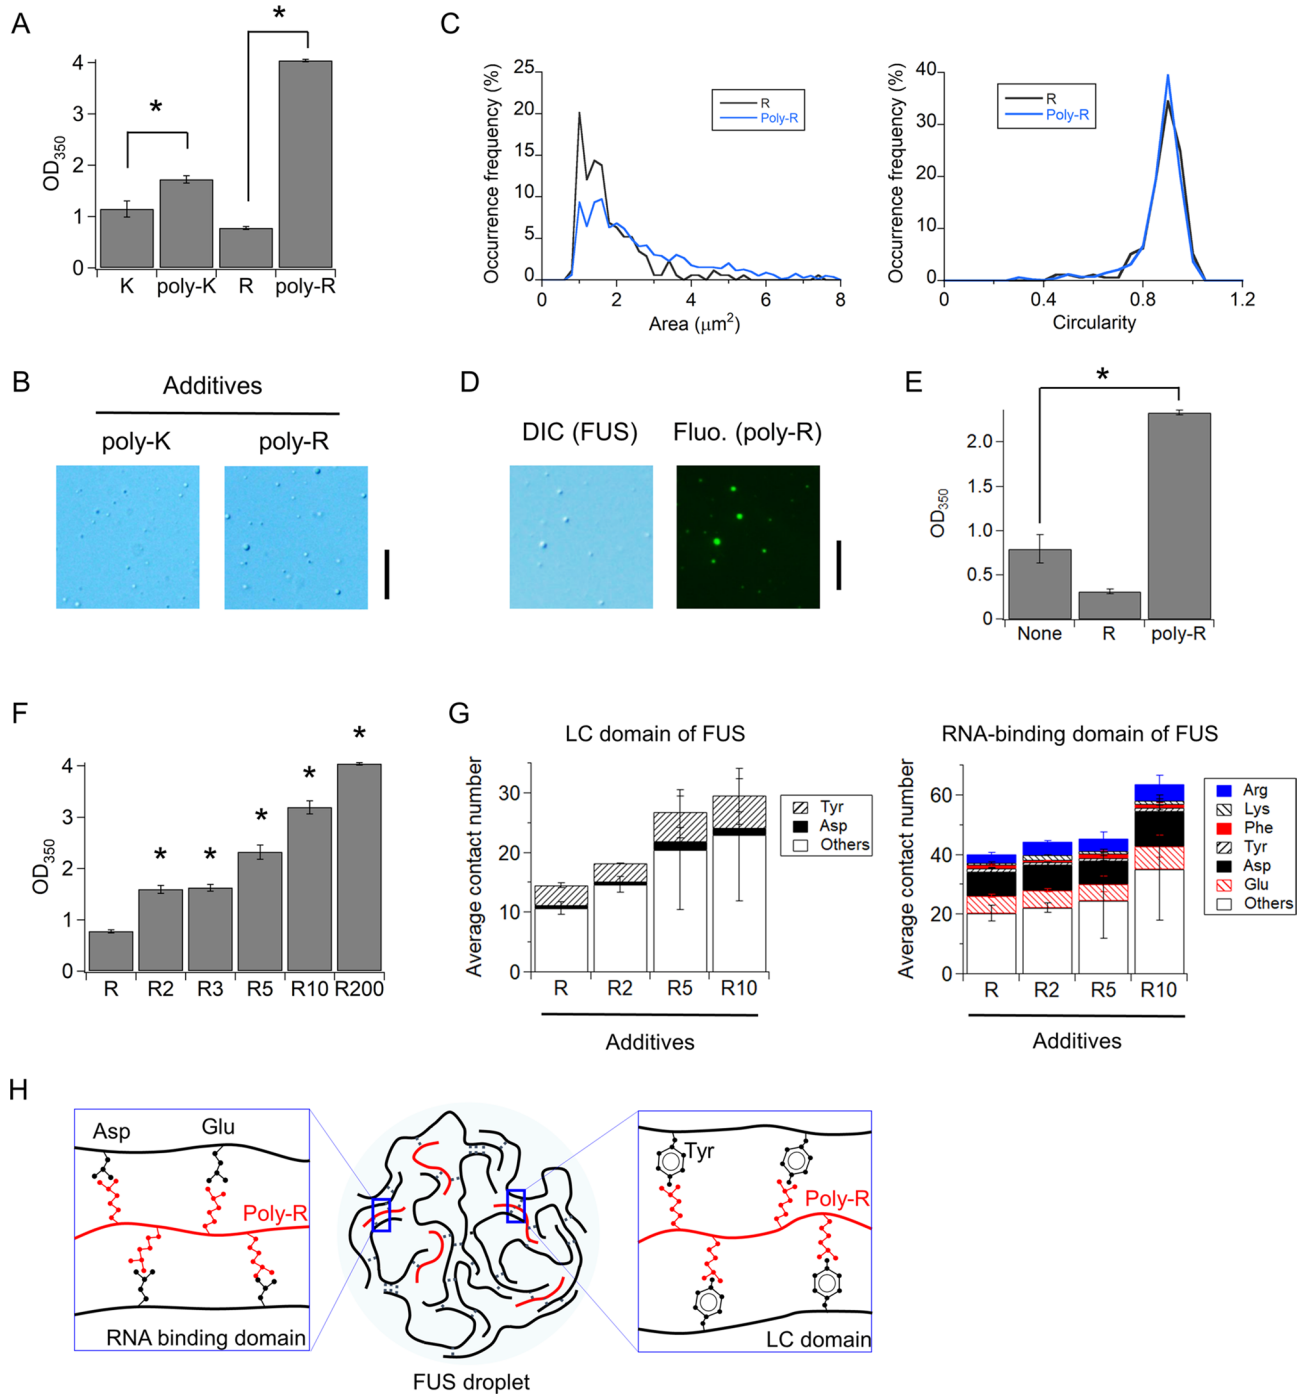 A
*
*
OD350
4
3
2
1
0
K
poly-K
R
poly-R
C
Occurrence frequency (%)
25
20
15
10
5
0
R
Poly-R
0
2
4
6
8
Area (μm2)
Occurrence frequency (%)
40
30
20
10
0
R
Poly-R
0
0.4
0.8
1.2
Circularity
B
Additives
poly-K
poly-R
D
DIC (FUS)
Fluo. (poly-R)
E
*
OD350
2.0
1.5
1.0
0.5
0
None
R
poly-R
F
*
*
*
*
*
OD350
4
3
2
1
0
R
R2
R3
R5
R10
R200
G
LC domain of FUS
Average contact number
30
20
10
0
Tyr
Asp
Others
R
R2
R5
R10
Additives
RNA-binding domain of FUS
Average contact number
60
40
20
0
Arg
Lys
Phe
Tyr
Asp
Glu
Others
R
R2
R5
R10
Additives
H
Asp
Glu
Poly-R
RNA binding domain
FUS droplet
Tyr
Poly-R
LC domain